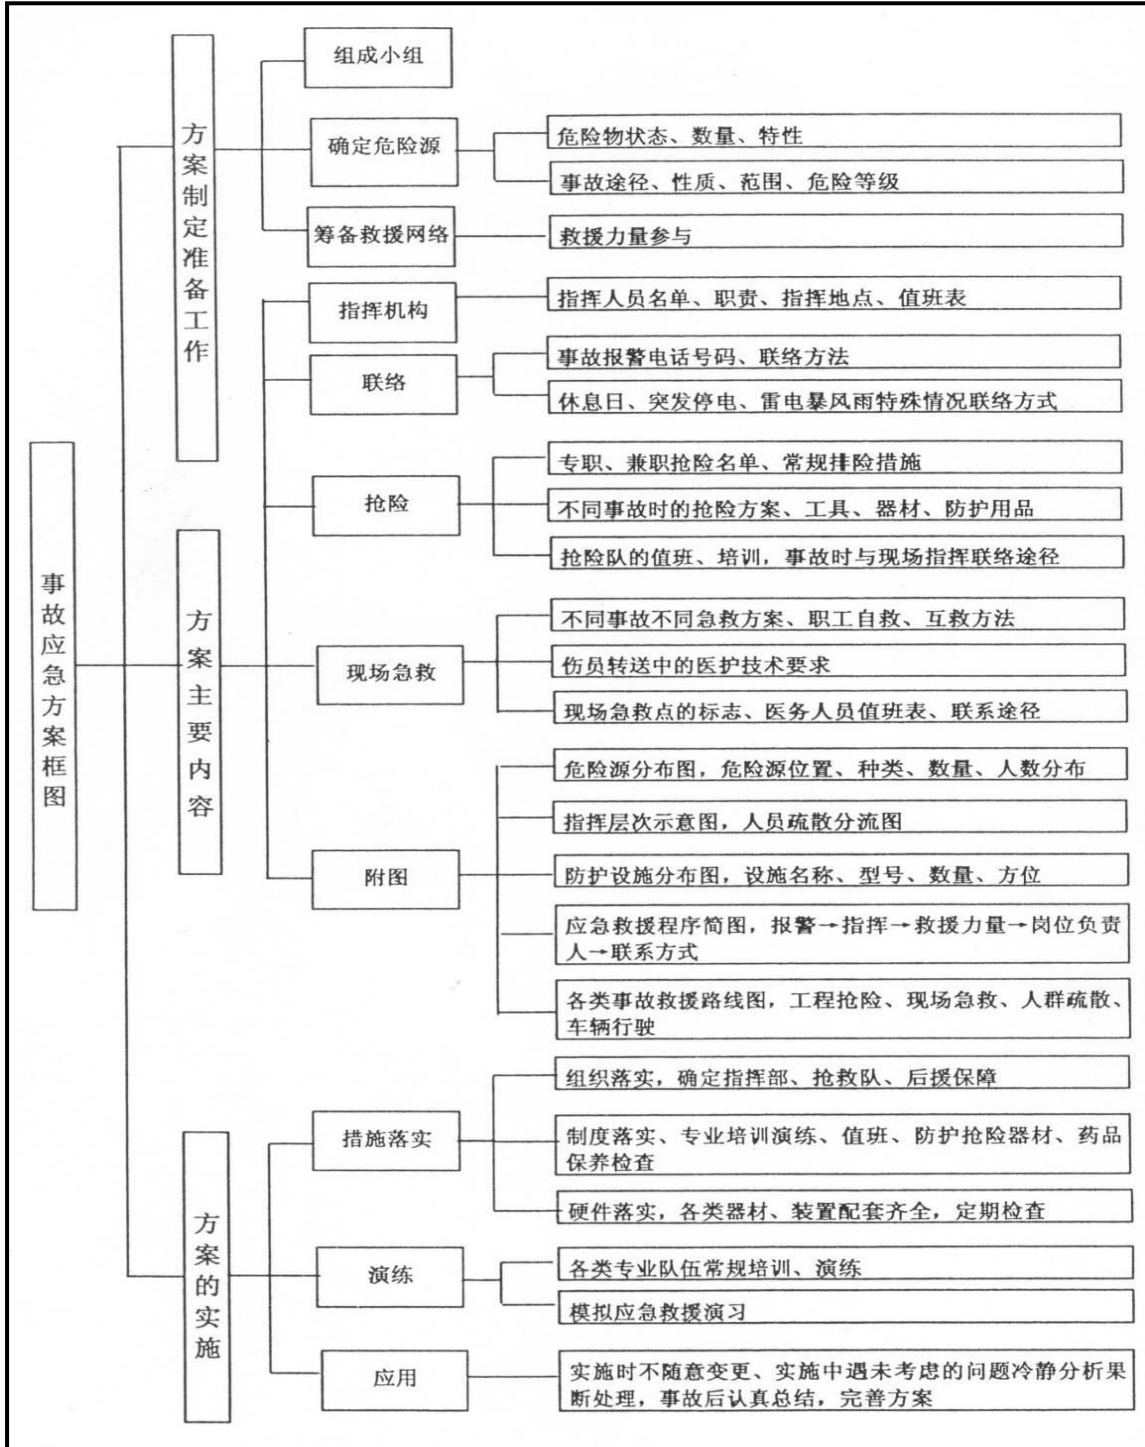 事故应急方案框图
方案制定准备工作
组成小组
确定危险源
危险物状态、数量、特性
事故途径、性质、范围、危险等级
筹备救援网络
救援力量参与
方案主要内容
指挥机构
指挥人员名单、职责、指挥地点、值班表
联络
事故报警电话号码、联络方法
休息日、突发停电、雷电暴风雨特殊情况联络方式
抢险
专职、兼职抢险名单、常规排险措施
不同事故时的抢险方案、工具、器材、防护用品
抢险队的值班、培训，事故时与现场指挥联络途径
现场急救
不同事故不同急救方案、职工自救、互救方法
伤员转送中的医护技术要求
现场急救点的标志、医务人员值班表、联系途径
附图
危险源分布图，危险源位置、种类、数量、人数分布
指挥层次示意图，人员疏散分流图
防护设施分布图，设施名称、型号、数量、方位
应急救援程序简图，报警→指挥→救援力量→岗位负责
人→联系方式
各类事故救援路线图，工程抢险、现场急救、人群疏散、
车辆行驶
方案的实施
措施落实
组织落实，确定指挥部、抢救队、后援保障
制度落实、专业培训演练、值班、防护抢险器材、药品
保养检查
硬件落实，各类器材、装置配套齐全，定期检查
演练
各类专业队伍常规培训、演练
模拟应急救援演习
应用
实施时不随意变更、实施中遇未考虑的问题冷静分析果
断处理，事故后认真总结，完善方案